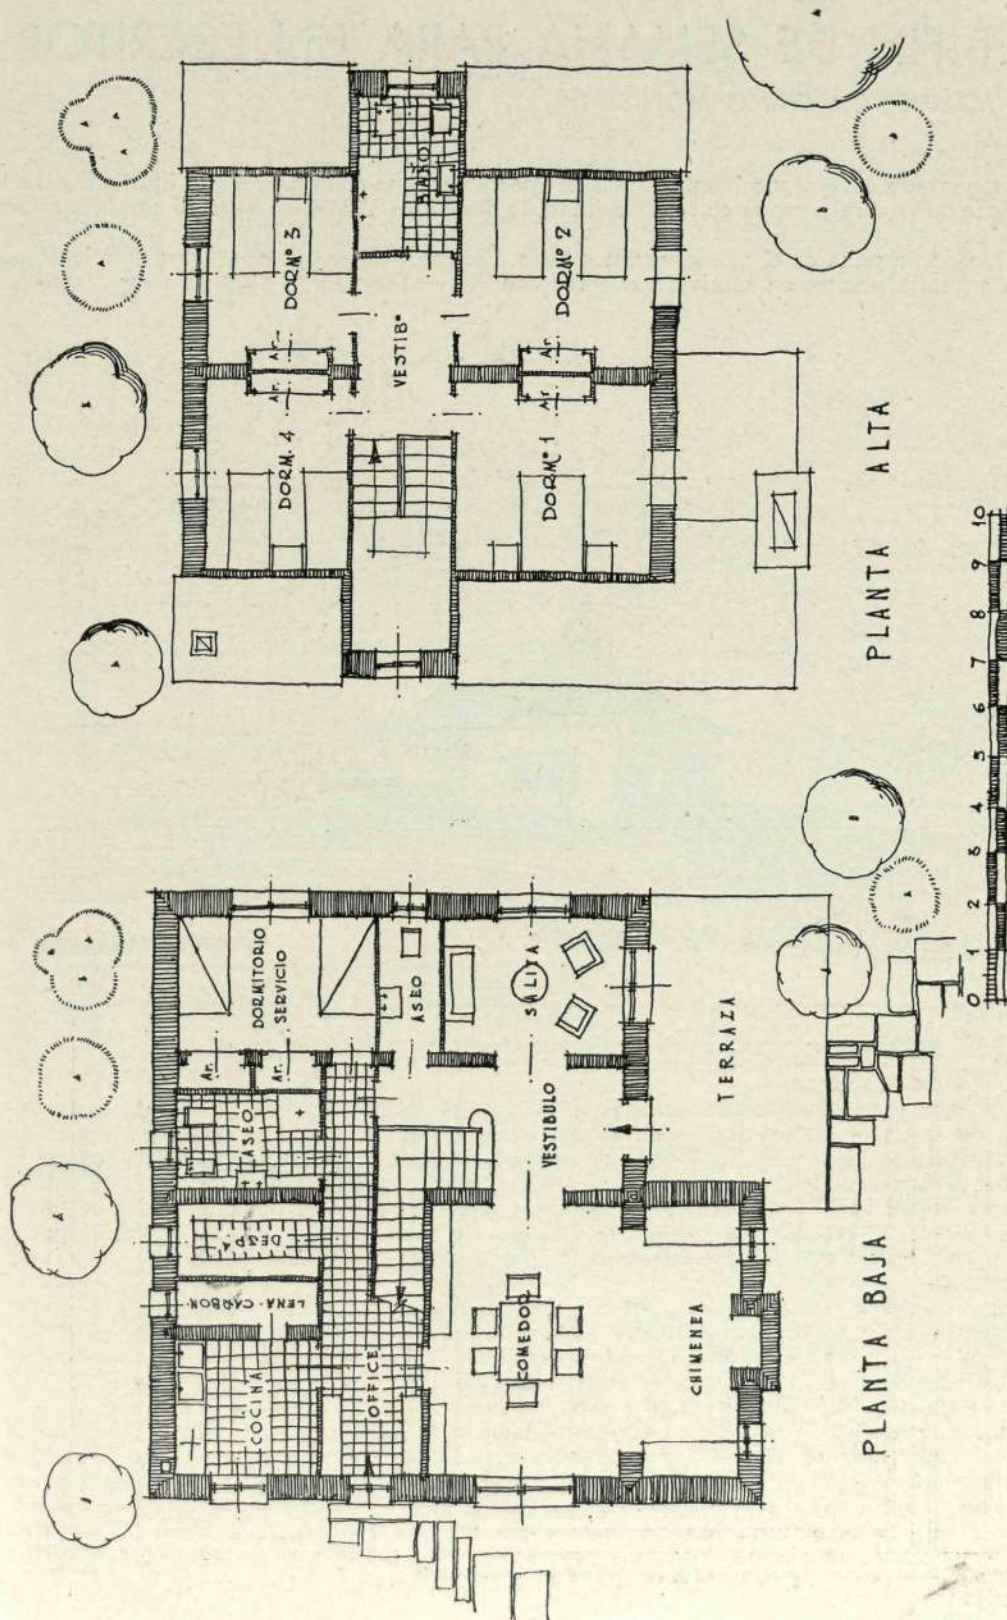 DORMITORIO
SERVICIO
Ar.
Ar.
ASEO
ASEO
DESPA
LEÑA-CARBON
COCINA
OFFICE
SALITA
VESTIBULO
COMEDOR
CHIMENEA
TERRAZA
PLANTA BAJA
DORMº 3
BAÑO
DORMº 2
VESTIBº
Ar.
Ar.
Ar.
Ar.
DORM. 4
DORMº 1
PLANTA ALTA
0 1 2 3 4 5 6 7 8 9 10